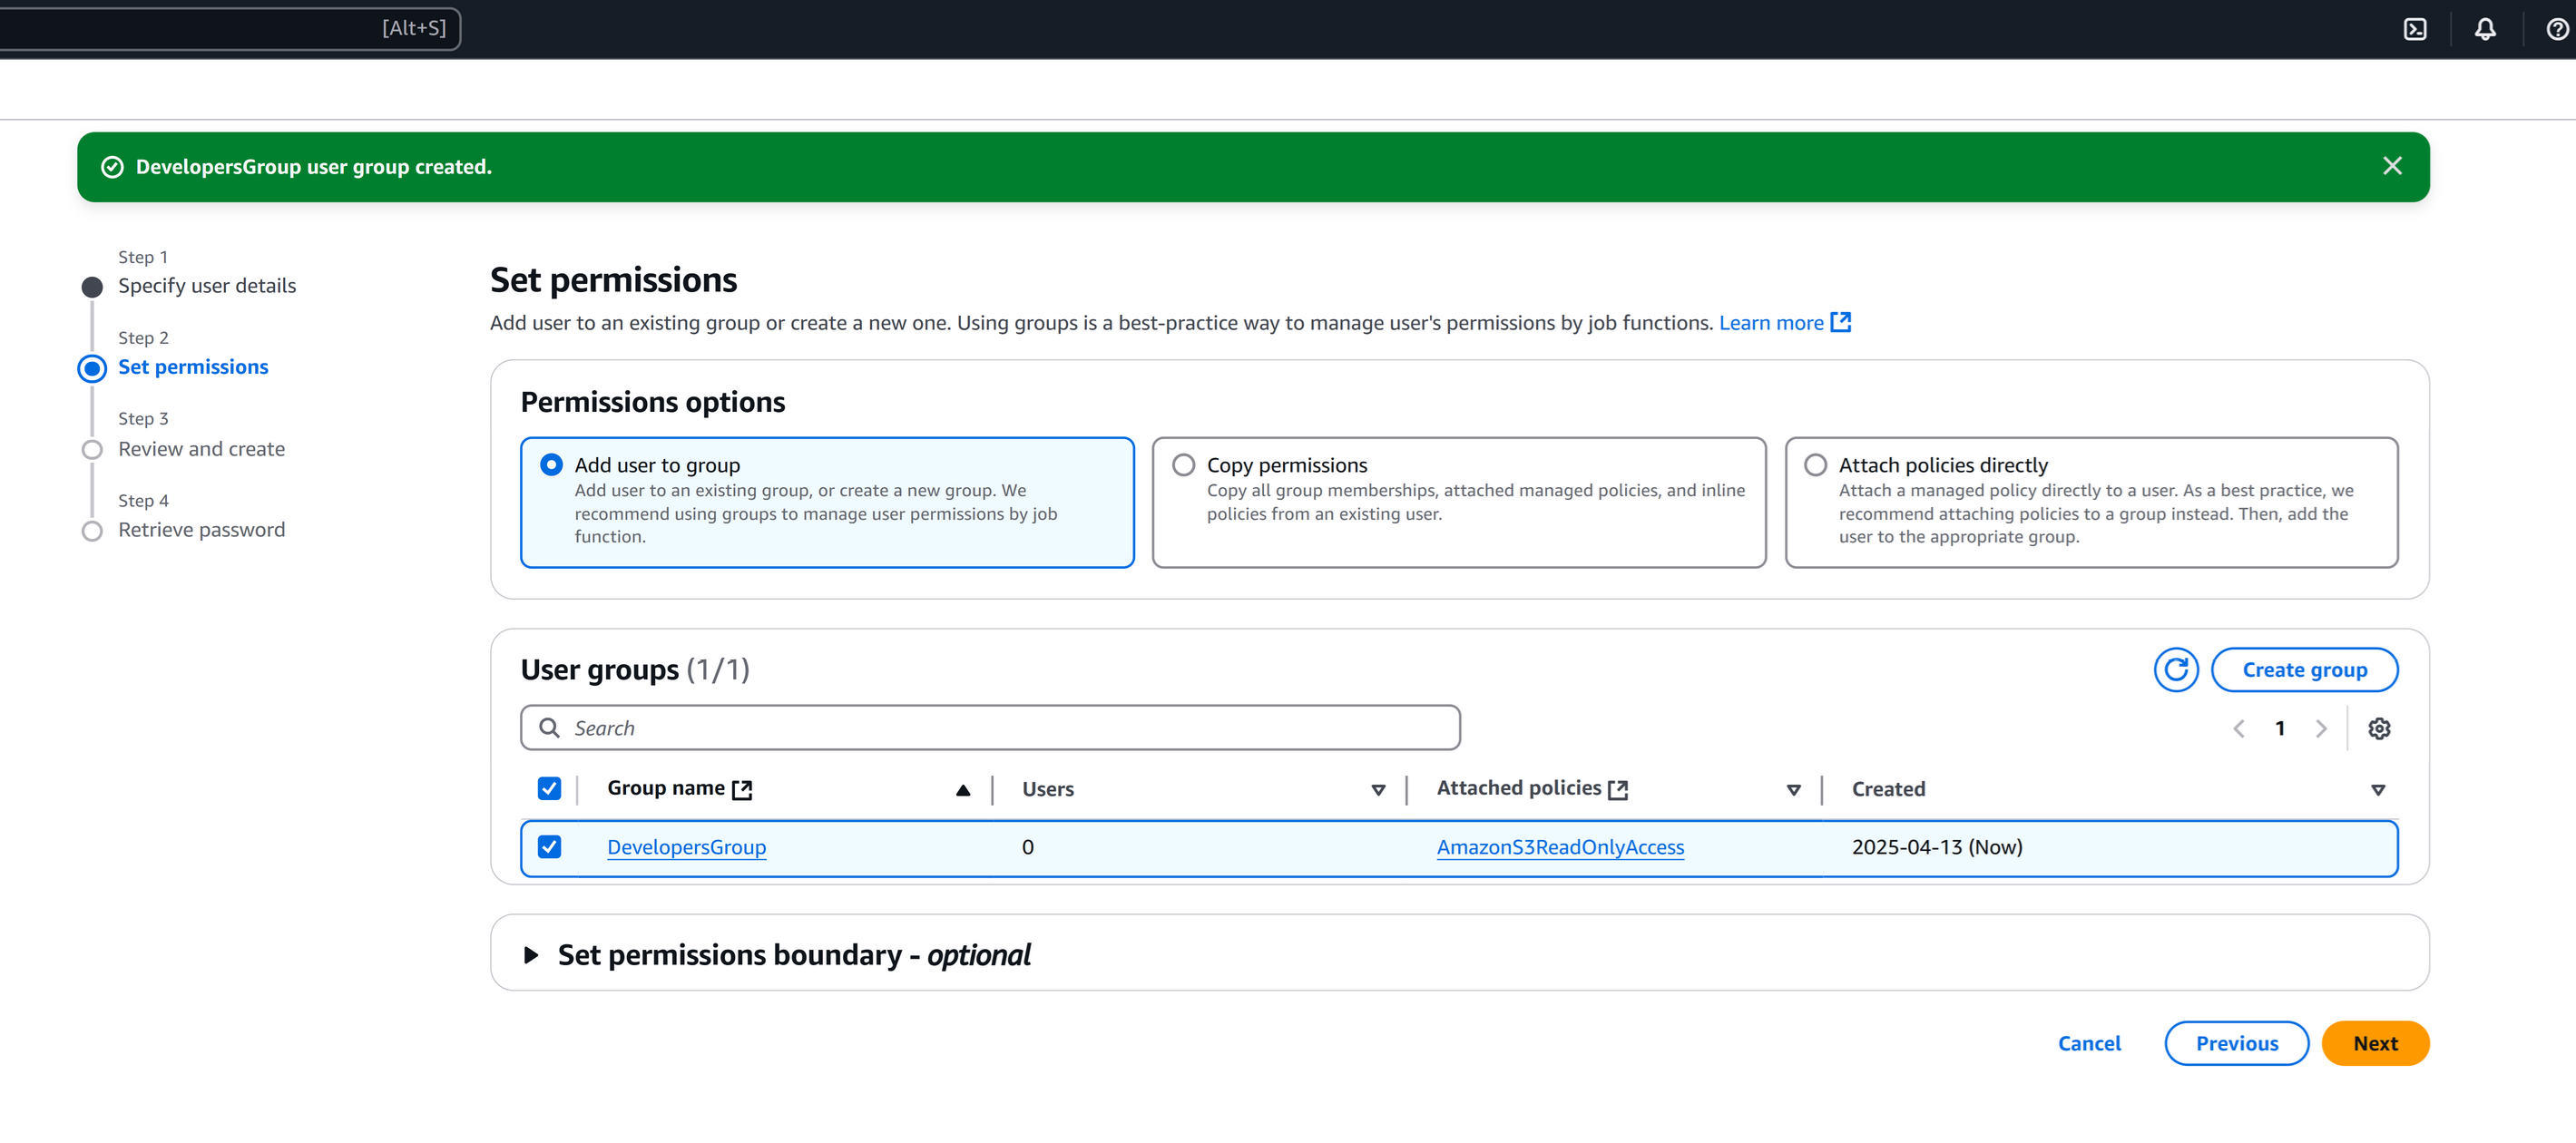 [Alt+S]
DevelopersGroup user group created.
Step 1
Specify user details
Step 2
Set permissions
Step 3
Review and create
Step 4
Retrieve password
Set permissions
Add user to an existing group or create a new one. Using groups is a best-practice way to manage user's permissions by job functions. Learn more
Permissions options
Add user to group
Add user to an existing group, or create a new group. We
recommend using groups to manage user permissions by job
function.
Copy permissions
Copy all group memberships, attached managed policies, and inline
policies from an existing user.
Attach policies directly
Attach a managed policy directly to a user. As a best practice, we
recommend attaching policies to a group instead. Then, add the
user to the appropriate group.
User groups (1/1)
Create group
Search
1
Group name Users Attached policies Created
DevelopersGroup 0 AmazonS3ReadOnlyAccess 2025-04-13 (Now)
Set permissions boundary - optional
Cancel Previous Next